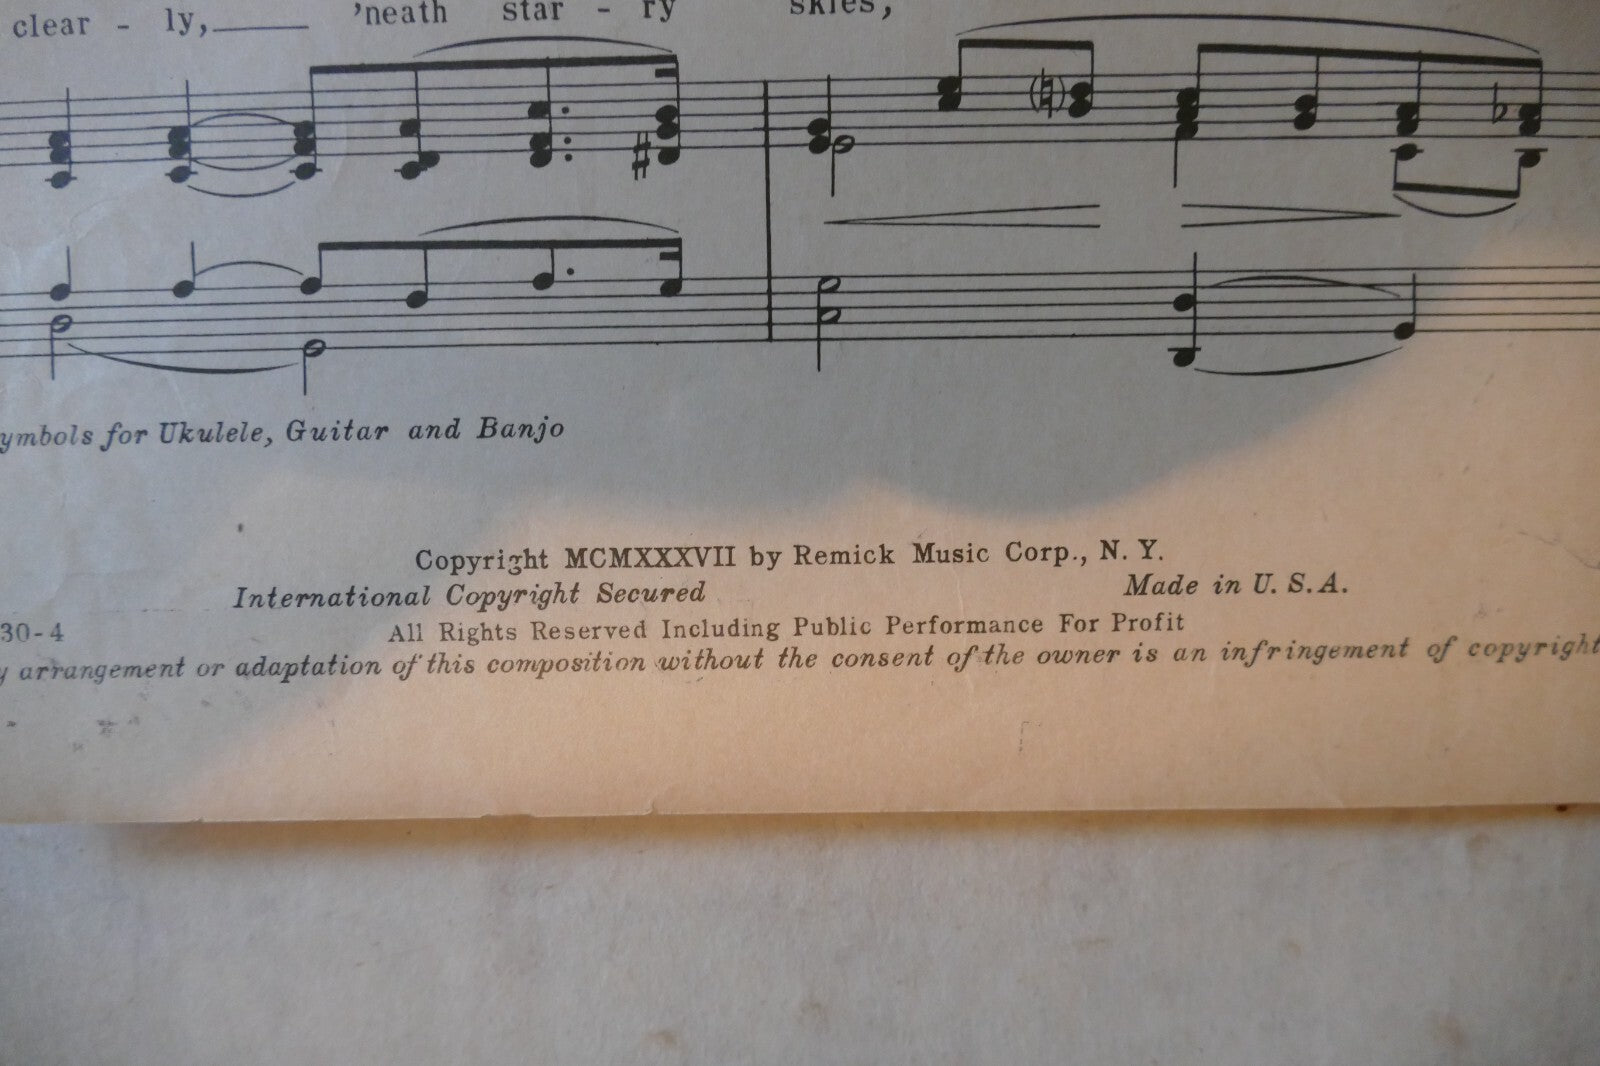 clear - ly, 'neath star - ry skies,
ymbols for Ukulele, Guitar and Banjo
Copyright MCMXXXVII by Remick Music Corp., N. Y.
International Copyright Secured Made in U. S. A.
30-4 All Rights Reserved Including Public Performance For Profit
y arrangement or adaptation of this composition without the consent of the owner is an infringement of copyright